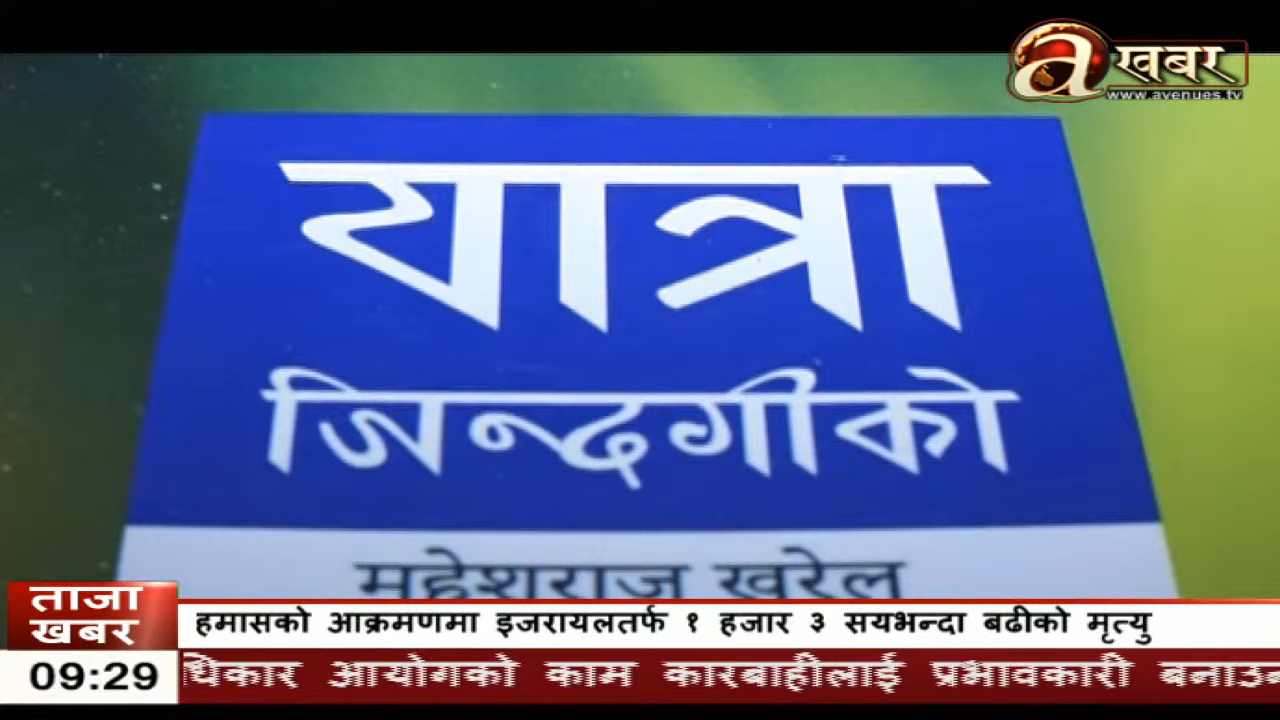 a खबर
www.avenues.tv
यात्रा
जिन्दगीको
महेशराज खरेल
ताजा
खबर
हमासको आक्रमणमा इजरायलतर्फ १ हजार ३ सयभन्दा बढीको मृत्यु
09:29
आयोगको काम कारबाहीलाई प्रभावकारी